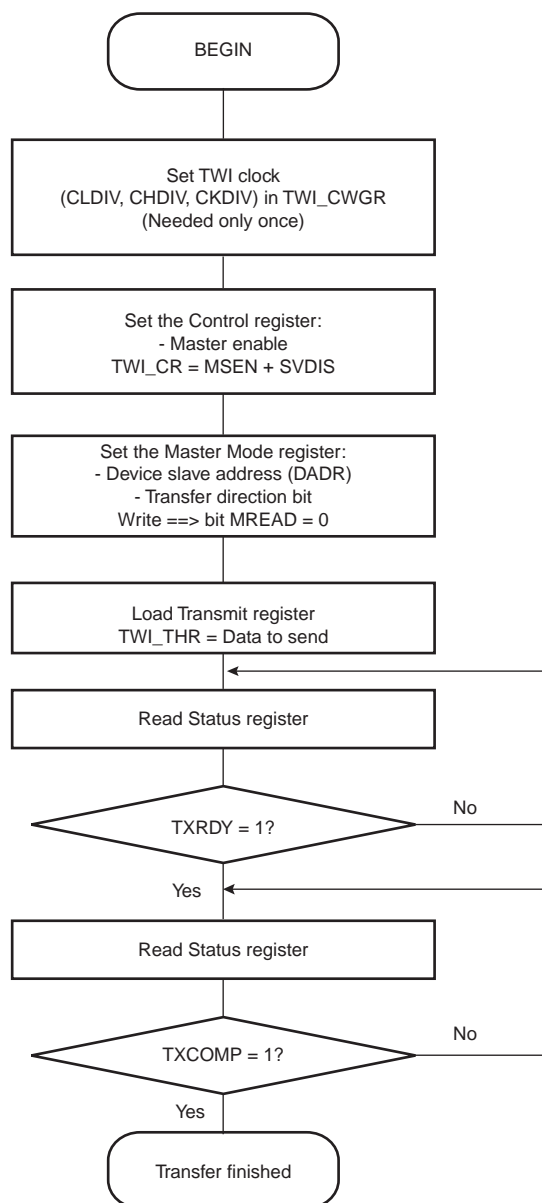 BEGIN
Set TWI clock
(CLDIV, CHDIV, CKDIV) in TWI_CWGR
(Needed only once)
Set the Control register:
- Master enable
TWI_CR = MSEN + SVDIS
Set the Master Mode register:
- Device slave address (DADR)
- Transfer direction bit
Write ==> bit MREAD = 0
Load Transmit register
TWI_THR = Data to send
Read Status register
TXRDY = 1?
No
Yes
Read Status register
TXCOMP = 1?
No
Yes
Transfer finished